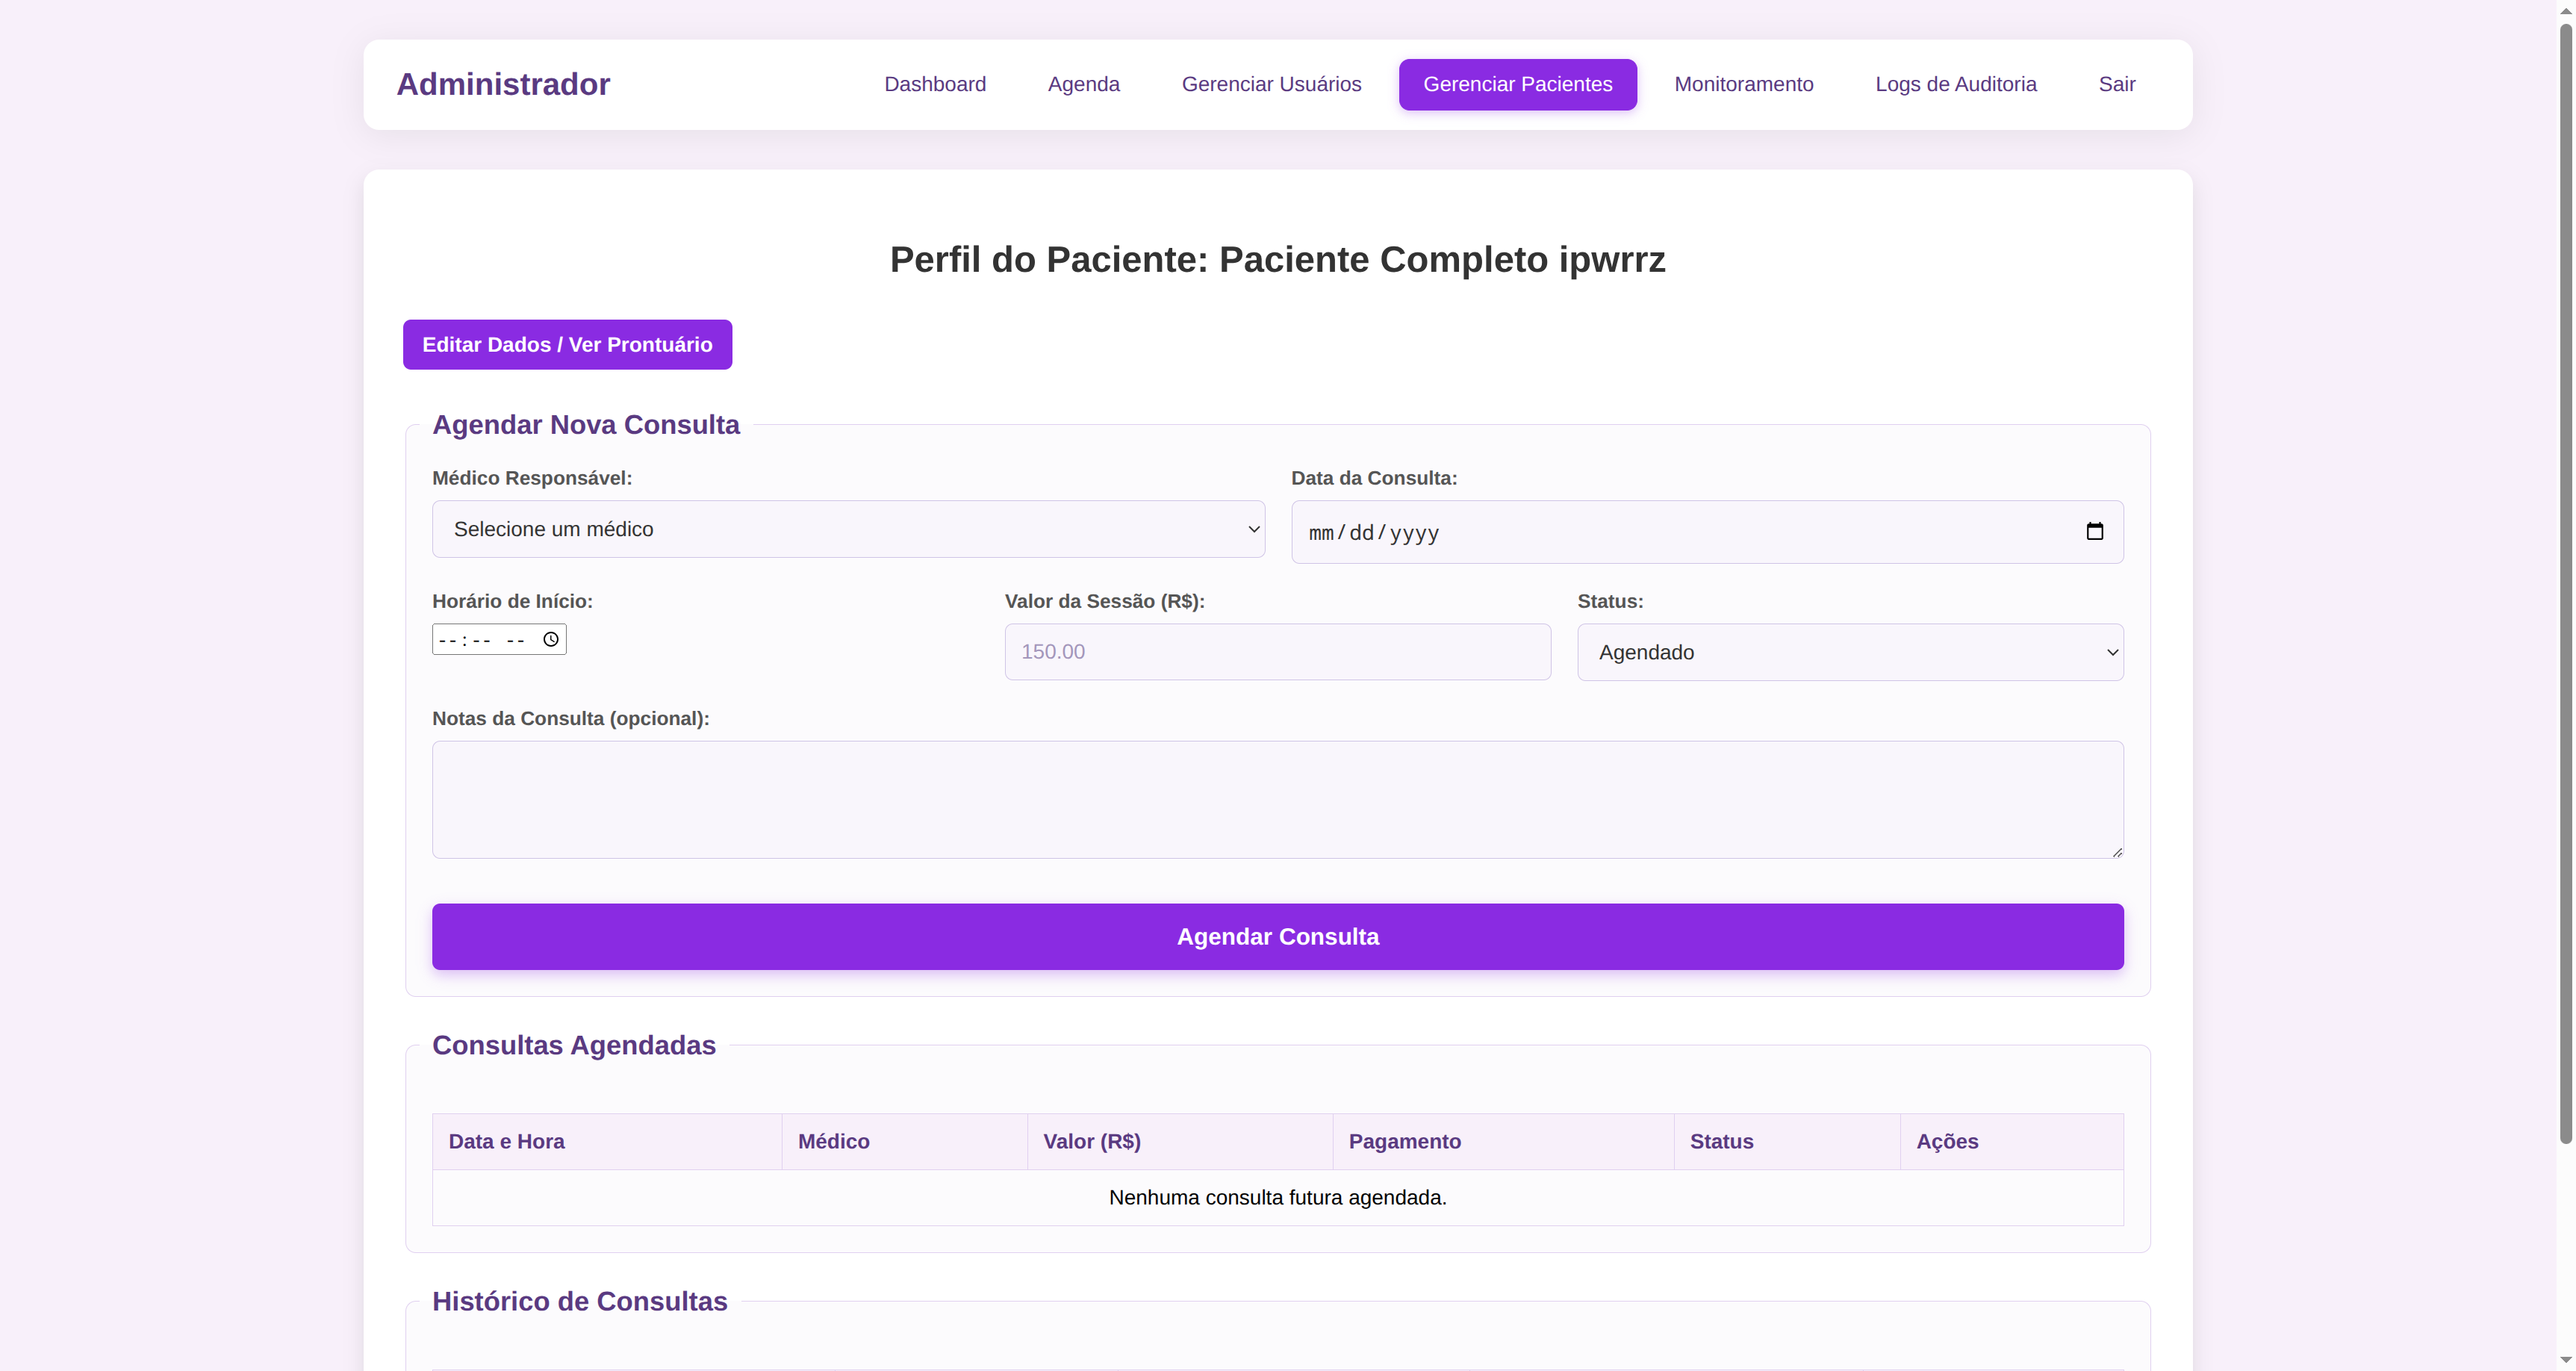 Administrador
Dashboard Agenda Gerenciar Usuários Gerenciar Pacientes Monitoramento Logs de Auditoria Sair
Perfil do Paciente: Paciente Completo ipwrrz
Editar Dados / Ver Prontuário
Agendar Nova Consulta
Médico Responsável: Data da Consulta:
Selecione um médico mm/dd/yyyy
Horário de Início: Valor da Sessão (R$): Status:
--:-- -- 150.00 Agendado
Notas da Consulta (opcional):
Agendar Consulta
Consultas Agendadas
Data e Hora Médico Valor (R$) Pagamento Status Ações
Nenhuma consulta futura agendada.
Histórico de Consultas